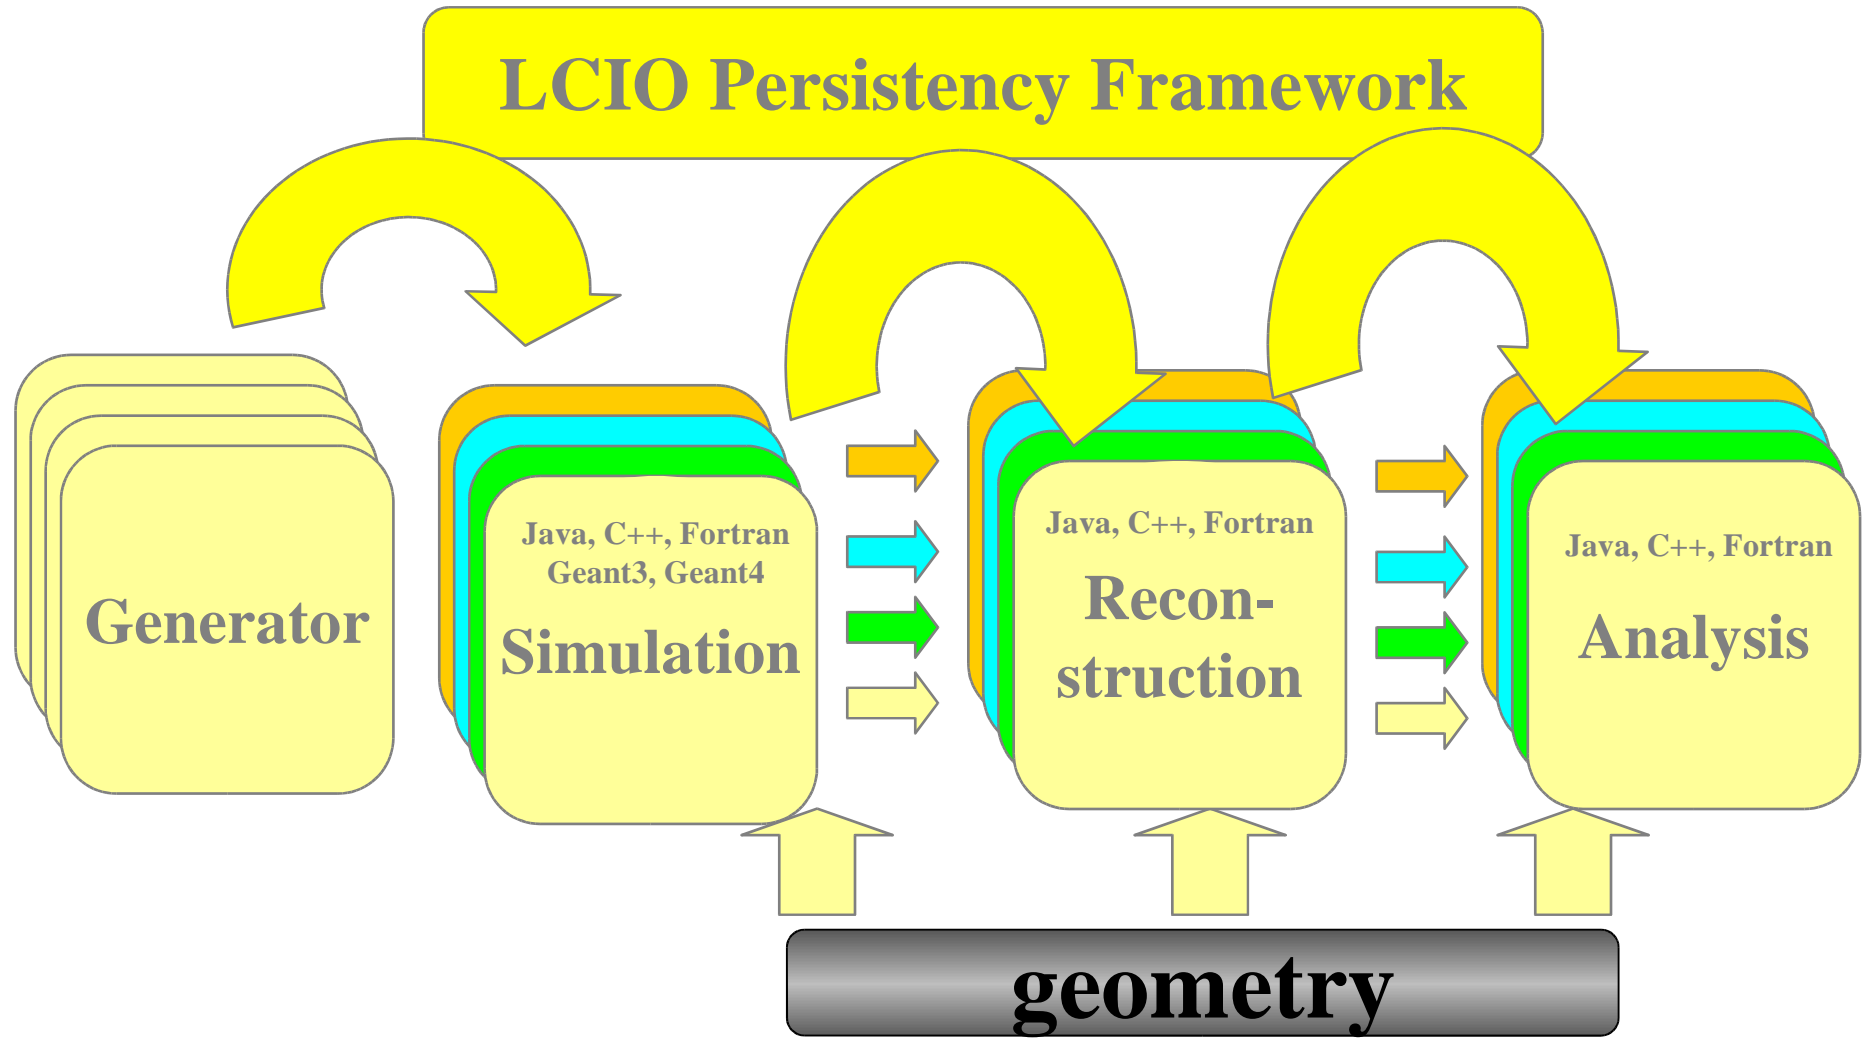 LCIO Persistency Framework
Generator
Java, C++, Fortran
Geant3, Geant4
Simulation
Java, C++, Fortran
Recon-
struction
Java, C++, Fortran
Analysis
geometry